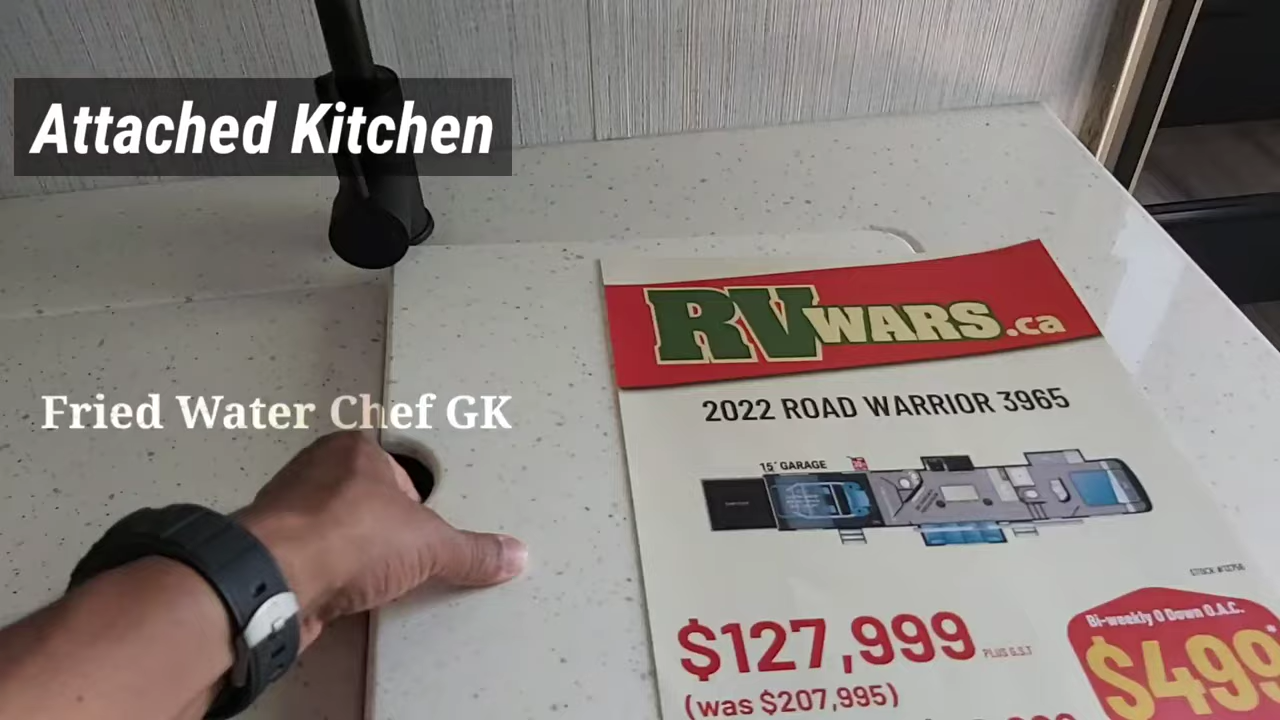 Attached Kitchen
Fried Water Chef GK
RVWARS.ca
2022 ROAD WARRIOR 3965
15' GARAGE
Bi-weekly 0 Down O.A.C.
$127,999 PLUS G.S.T
$499*
(was $207,995)